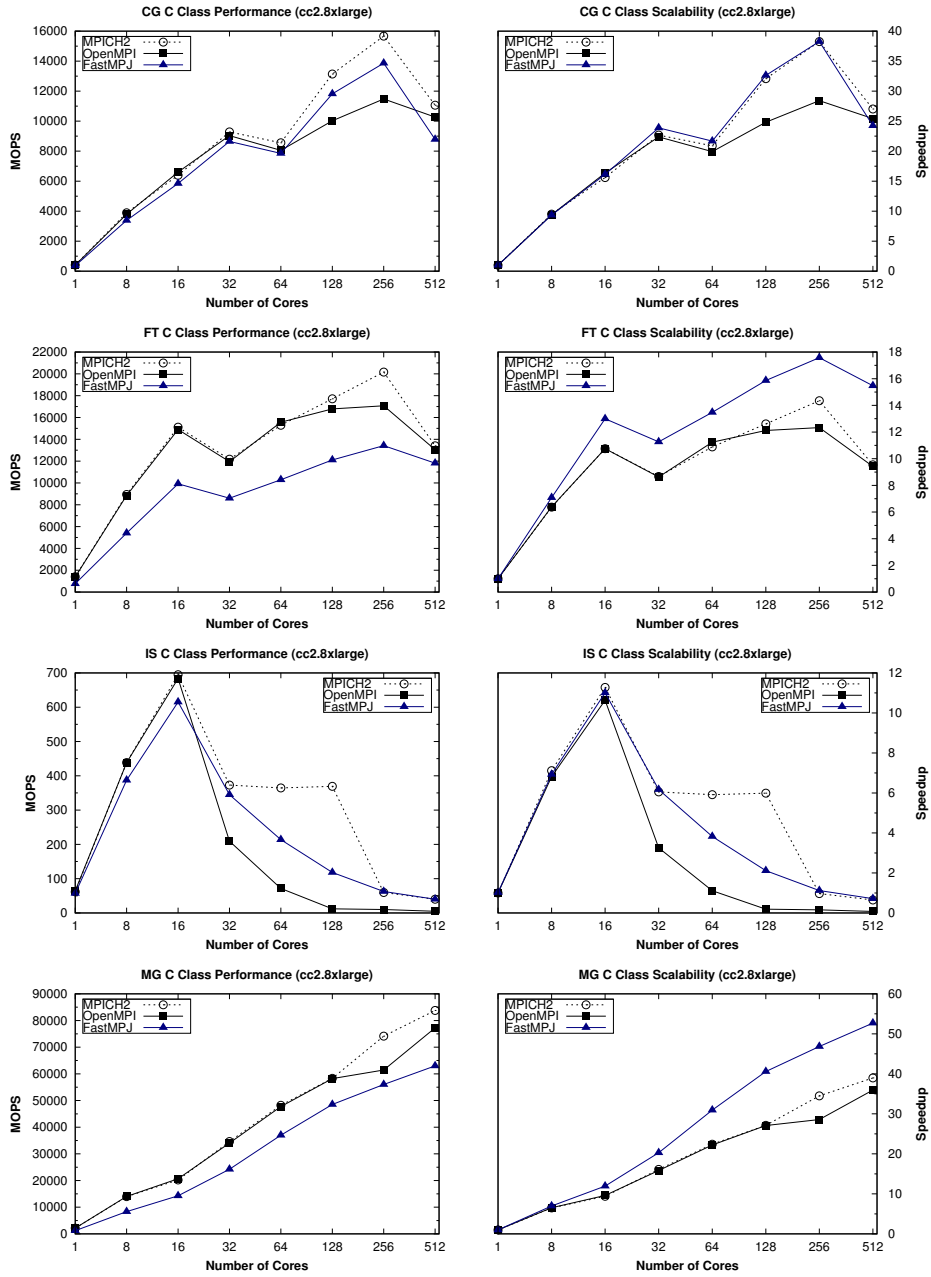 CG C Class Performance (cc2.8xlarge)
MPICH2
OpenMPI
FastMPJ
MOPS
16000
14000
12000
10000
8000
6000
4000
2000
0
1 8 16 32 64 128 256 512
Number of Cores
CG C Class Scalability (cc2.8xlarge)
MPICH2
OpenMPI
FastMPJ
Speedup
40
35
30
25
20
15
10
5
0
1 8 16 32 64 128 256 512
Number of Cores
FT C Class Performance (cc2.8xlarge)
MPICH2
OpenMPI
FastMPJ
MOPS
22000
20000
18000
16000
14000
12000
10000
8000
6000
4000
2000
0
1 8 16 32 64 128 256 512
Number of Cores
FT C Class Scalability (cc2.8xlarge)
MPICH2
OpenMPI
FastMPJ
Speedup
18
16
14
12
10
8
6
4
2
0
1 8 16 32 64 128 256 512
Number of Cores
IS C Class Performance (cc2.8xlarge)
MPICH2
OpenMPI
FastMPJ
MOPS
700
600
500
400
300
200
100
0
1 8 16 32 64 128 256 512
Number of Cores
IS C Class Scalability (cc2.8xlarge)
MPICH2
OpenMPI
FastMPJ
Speedup
12
10
8
6
4
2
0
1 8 16 32 64 128 256 512
Number of Cores
MG C Class Performance (cc2.8xlarge)
MPICH2
OpenMPI
FastMPJ
MOPS
90000
80000
70000
60000
50000
40000
30000
20000
10000
0
1 8 16 32 64 128 256 512
Number of Cores
MG C Class Scalability (cc2.8xlarge)
MPICH2
OpenMPI
FastMPJ
Speedup
60
50
40
30
20
10
0
1 8 16 32 64 128 256 512
Number of Cores